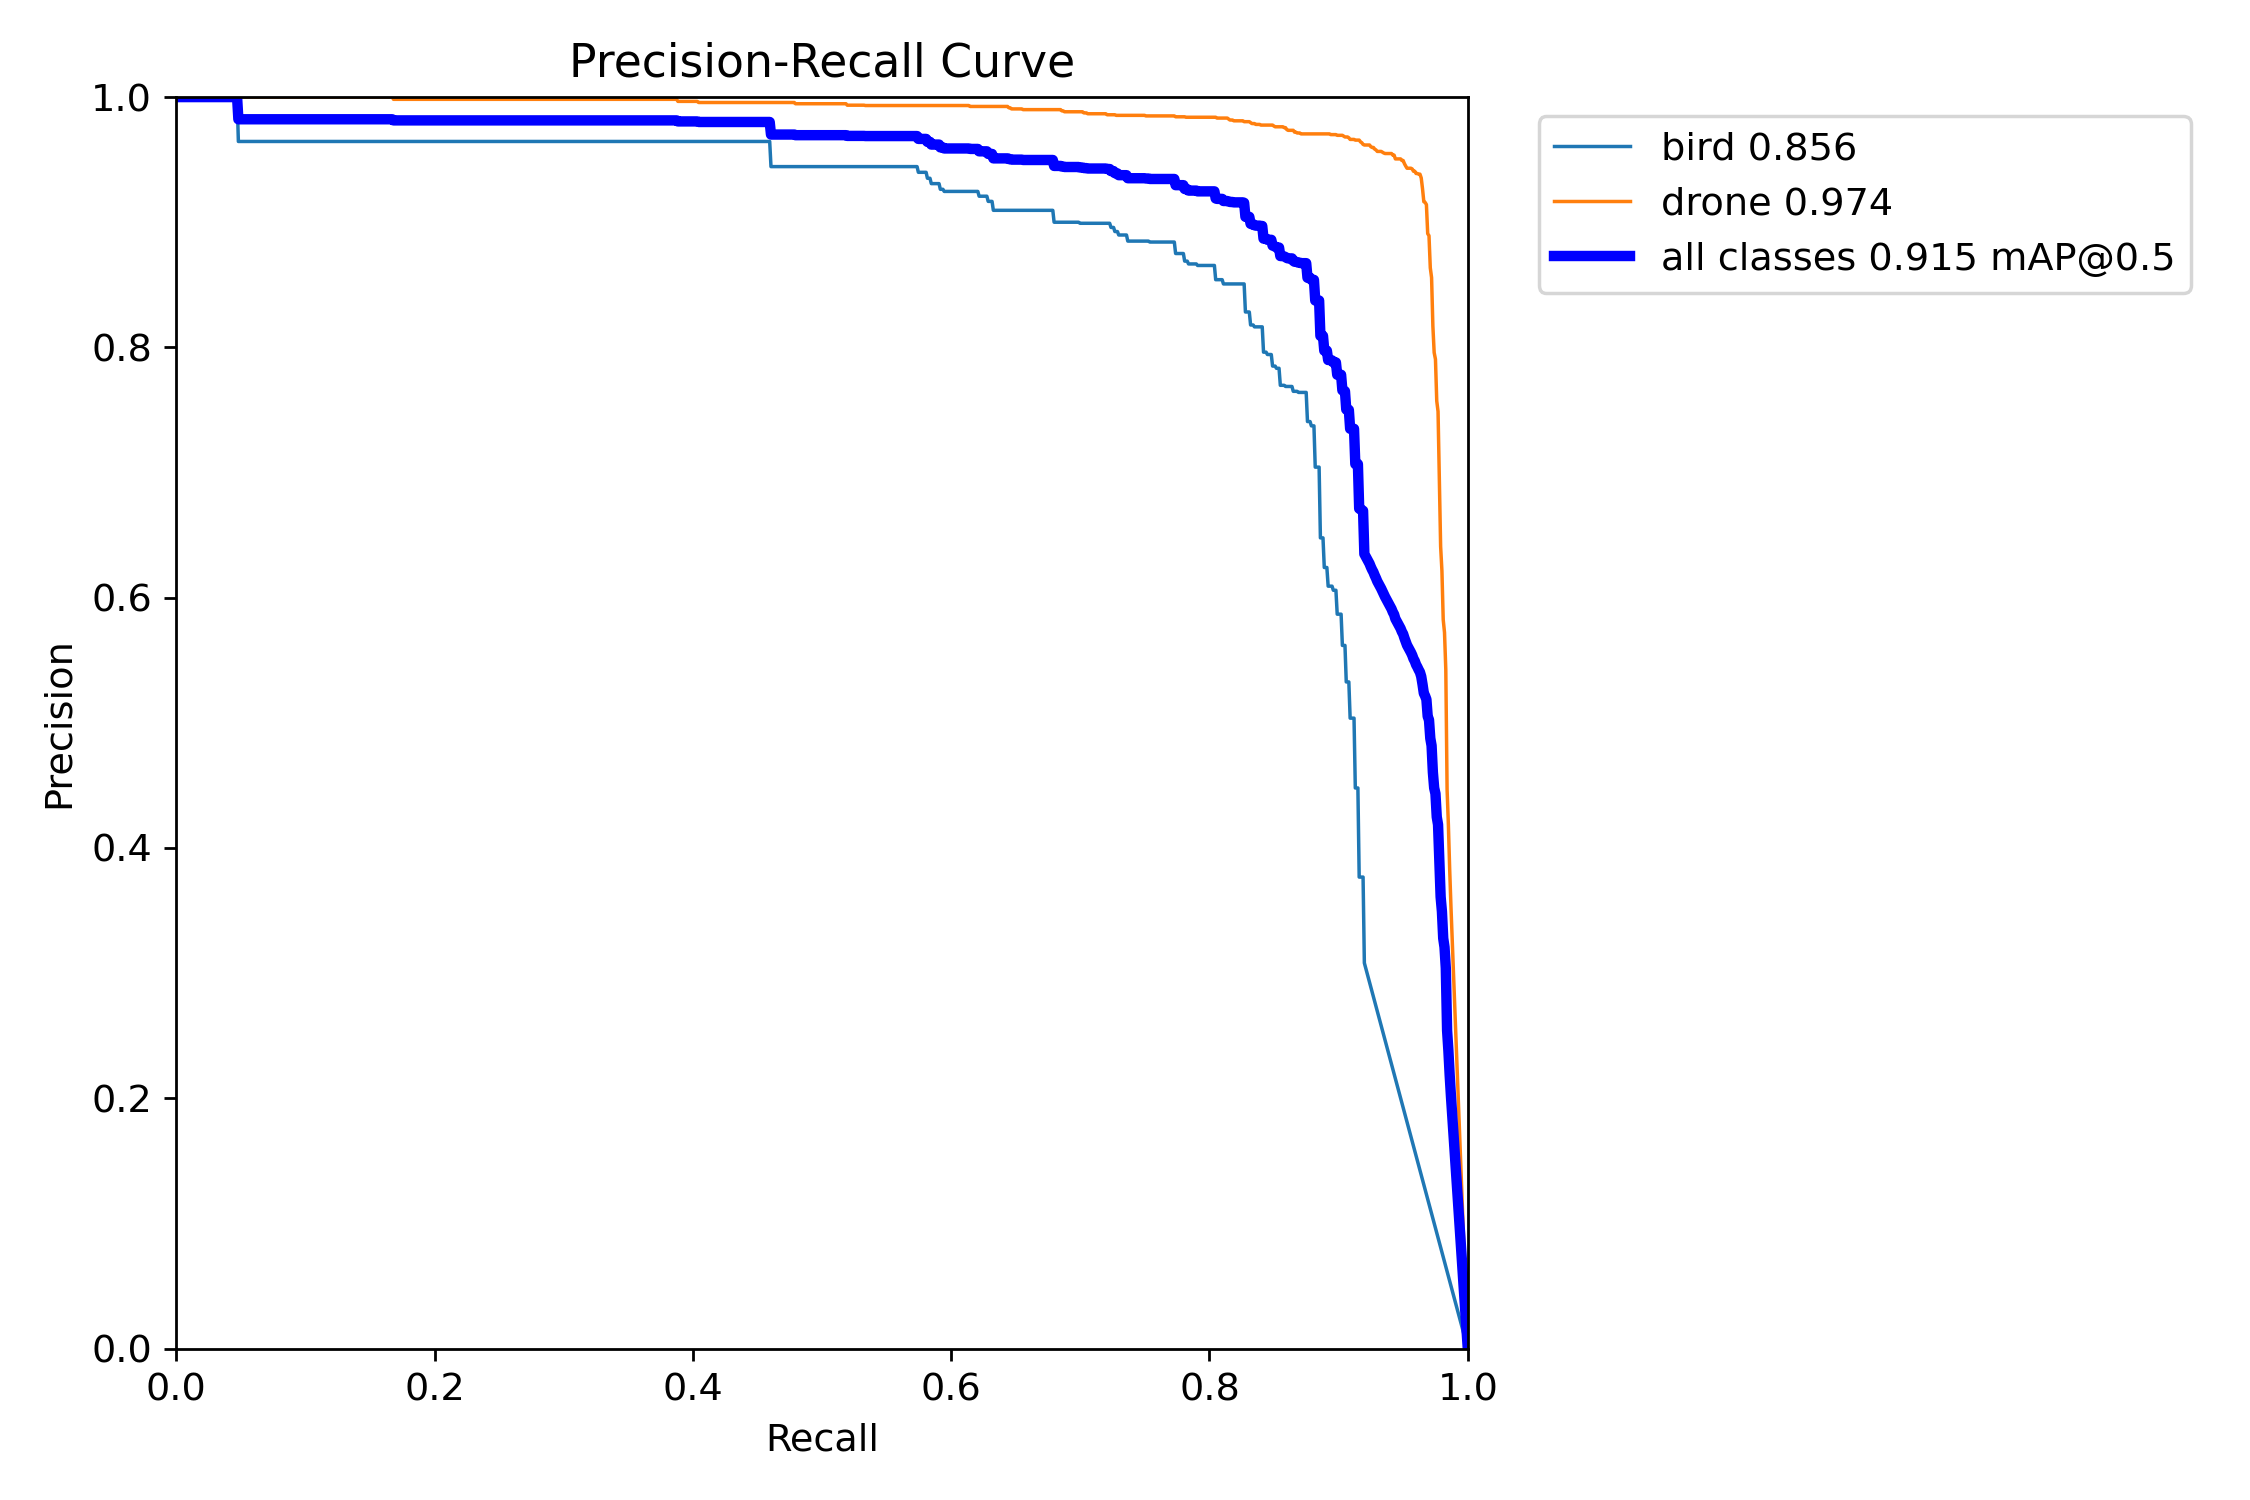 Precision-Recall Curve
1.0
0.8
0.6
0.4
0.2
0.0
Precision
0.0 0.2 0.4 0.6 0.8 1.0
Recall
bird 0.856
drone 0.974
all classes 0.915 mAP@0.5